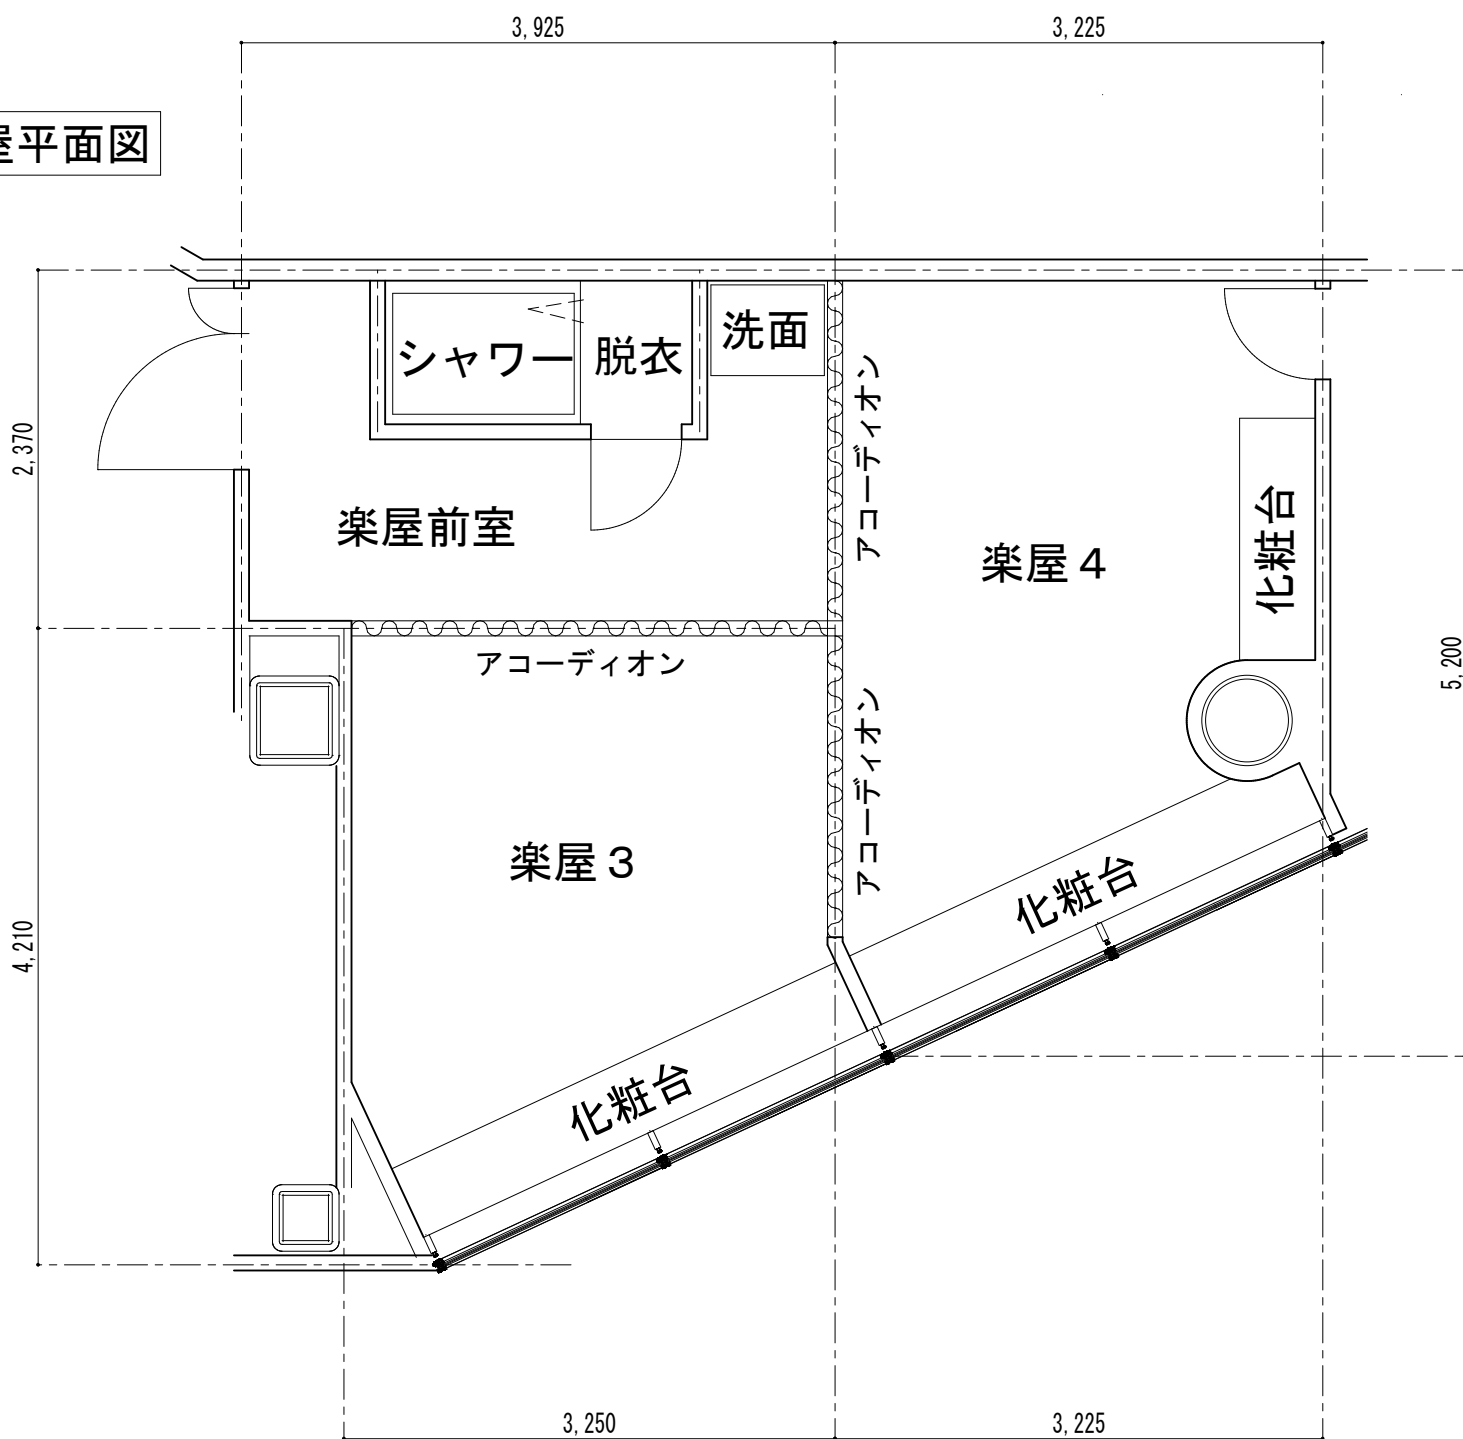 3,925
3,225
屋平面図
シャワー
脱衣
洗面
アコーディオン
2,370
楽屋前室
楽屋4
化粧台
アコーディオン
5,200
アコーディオン
楽屋3
化粧台
4,210
化粧台
3,250
3,225